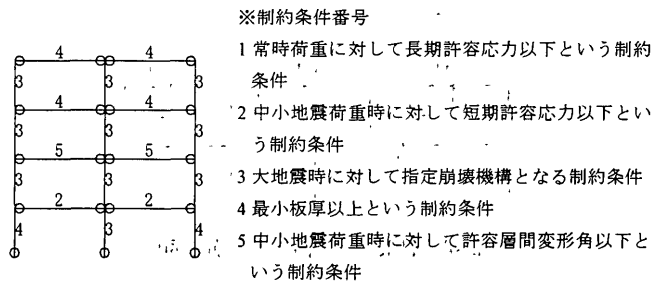 ※制約条件番号
1 常時荷重に対して長期許容応力以下という制約
条件
2 中小地震荷重時に対して短期許容応力以下とい
う制約条件
3 大地震時に対して指定崩壊機構となる制約条件
4 最小板厚以上という制約条件
5 中小地震荷重時に対して許容層間変形角以下と
いう制約条件
4 4
3 3 3
4 4
3 3 3
5 5
3 3 3
2 2
4 3 4